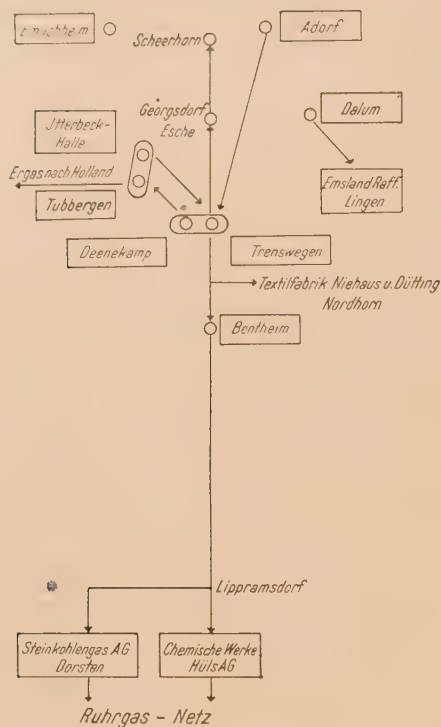 Scheerhorn
Adorf
Georgsdorf
Esche
Dalum
Jtterbeck-
Halle
Ergas nach Holland
Tubbergen
Emsland Raff.
Lingen
Deenekamp
Trenswegen
Textilfabrik Niehaus u. Dütting
Nordhorn
Bentheim
Lippramsdorf
Steinkohlengas AG
Dorsten
Chemische Werke
Hüls AG
Ruhrgas - Netz